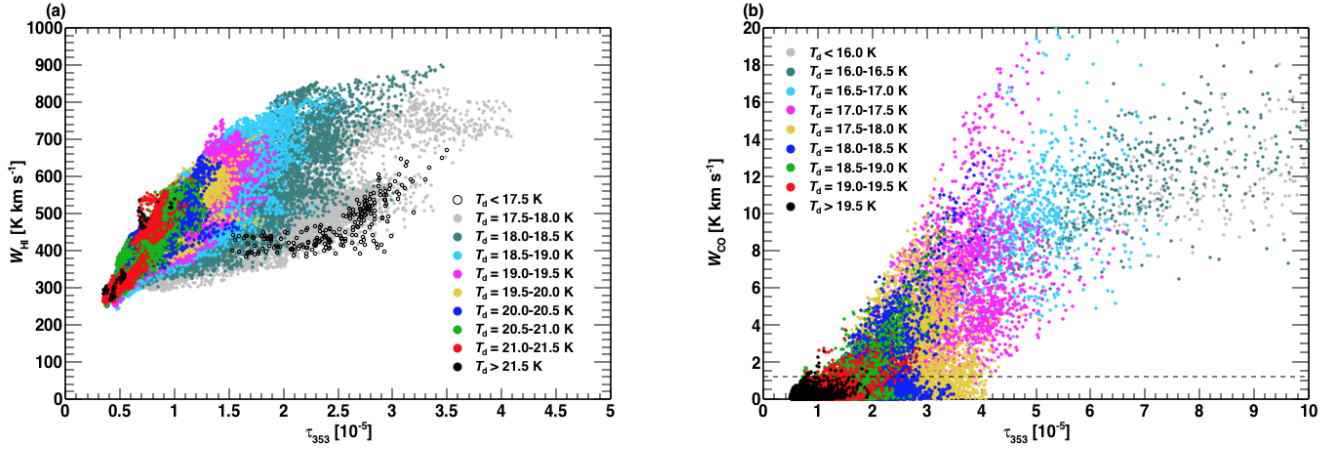 (a)
1000
900
800
700
600
500
400
300
200
100
0
W_HI [K km s⁻¹]
T_d < 17.5 K
T_d = 17.5-18.0 K
T_d = 18.0-18.5 K
T_d = 18.5-19.0 K
T_d = 19.0-19.5 K
T_d = 19.5-20.0 K
T_d = 20.0-20.5 K
T_d = 20.5-21.0 K
T_d = 21.0-21.5 K
T_d > 21.5 K
0 0.5 1 1.5 2 2.5 3 3.5 4 4.5 5
τ_353 [10⁻⁵]
(b)
20
18
16
14
12
10
8
6
4
2
0
W_CO [K km s⁻¹]
T_d < 16.0 K
T_d = 16.0-16.5 K
T_d = 16.5-17.0 K
T_d = 17.0-17.5 K
T_d = 17.5-18.0 K
T_d = 18.0-18.5 K
T_d = 18.5-19.0 K
T_d = 19.0-19.5 K
T_d > 19.5 K
0 1 2 3 4 5 6 7 8 9 10
τ_353 [10⁻⁵]